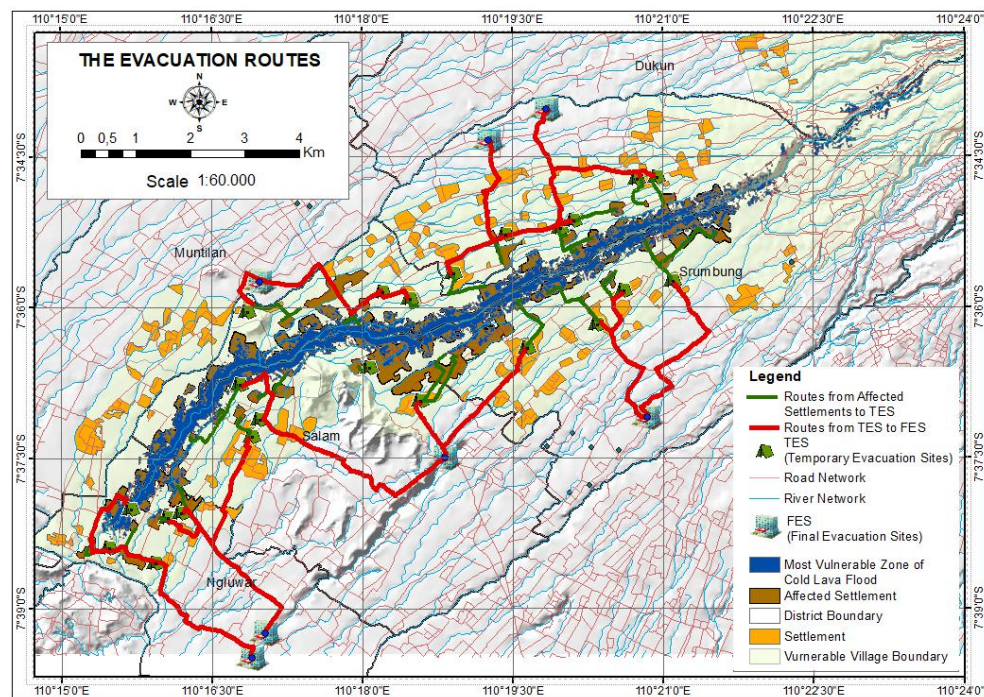 110°15'0"E 110°16'30"E 110°18'0"E 110°19'30"E 110°21'0"E 110°22'30"E 110°24'0"E
THE EVACUATION ROUTES
N
W E
S
0 0,5 1 2 3 4
Km
Scale 1:60.000
Dukun
7°34'30"S 7°34'30"S
Muntilan
Srumbung
7°36'0"S 7°36'0"S
Salam
7°37'30"S 7°37'30"S
Ngluwar
7°39'0"S 7°39'0"S
Legend
Routes from Affected
Settlements to TES
Routes from TES to FES
TES
(Temporary Evacuation Sites)
Road Network
River Network
FES
(Final Evacuation Sites)
Most Vulnerable Zone of
Cold Lava Flood
Affected Settlement
District Boundary
Settlement
Vurnerable Village Boundary
110°15'0"E 110°16'30"E 110°18'0"E 110°19'30"E 110°21'0"E 110°22'30"E 110°24'0"E